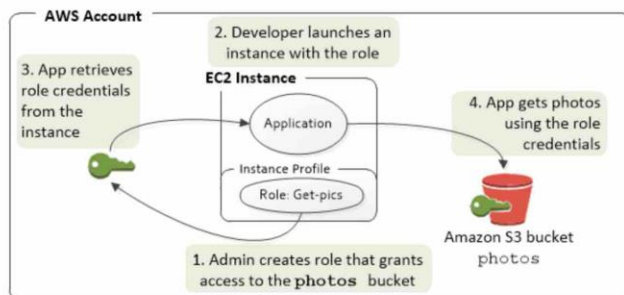 AWS Account
2. Developer launches an
instance with the role
3. App retrieves
role credentials
from the
instance
EC2 Instance
Application
4. App gets photos
using the role
credentials
Instance Profile
Role: Get-pics
Amazon S3 bucket
photos
1. Admin creates role that grants
access to the photos bucket